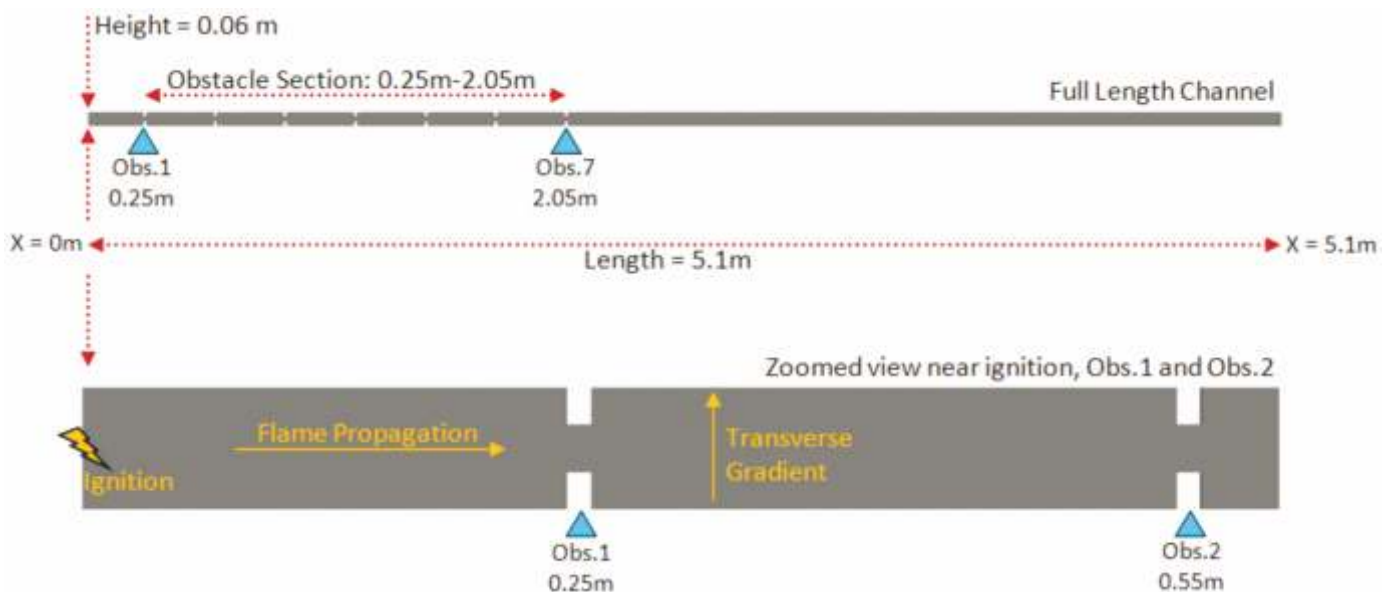 Height = 0.06 m
Obstacle Section: 0.25m-2.05m
Full Length Channel
Obs.1
0.25m
Obs.7
2.05m
X = 0m
Length = 5.1m
X = 5.1m
Zoomed view near ignition, Obs.1 and Obs.2
Flame Propagation
Ignition
Transverse
Gradient
Obs.1
0.25m
Obs.2
0.55m